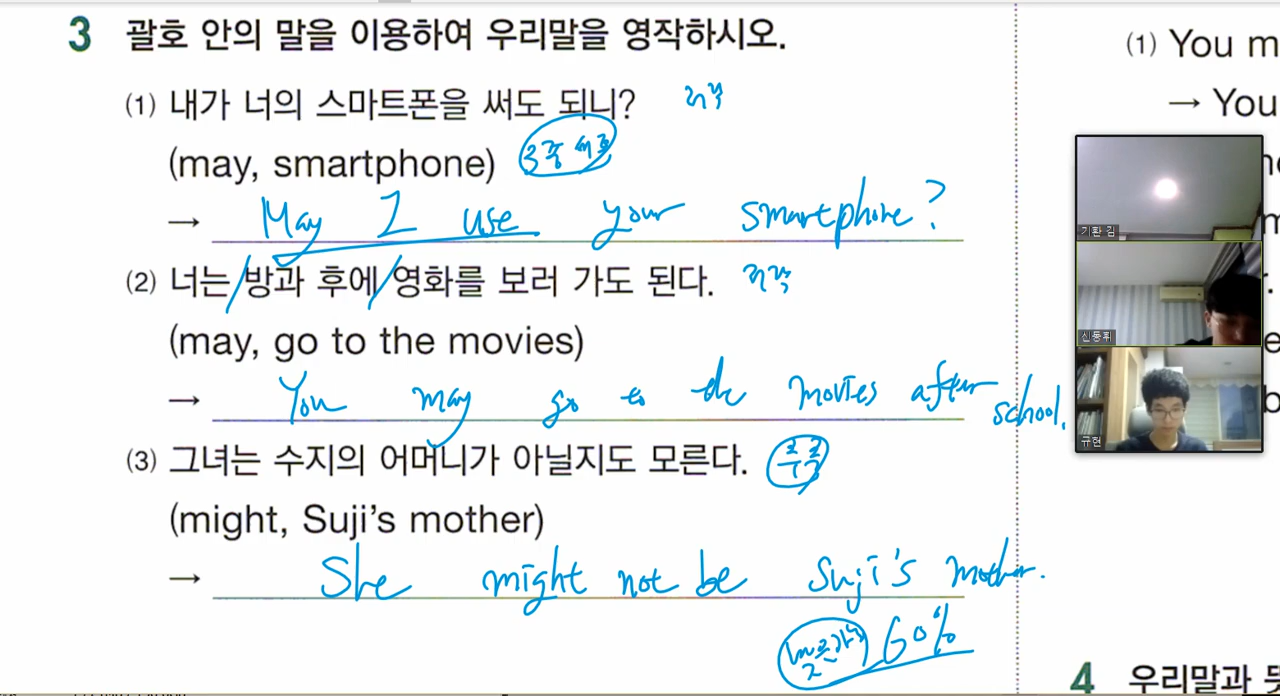 3 괄호 안의 말을 이용하여 우리말을 영작하시오.
(1) 내가 너의 스마트폰을 써도 되니? 허락
(may, smartphone)
→ May I use your smartphone?
(2) 너는/방과 후에/영화를 보러 가도 된다. 허락
(may, go to the movies)
→ You may go to the movies after school.
(3) 그녀는 수지의 어머니가 아닐지도 모른다.
(might, Suji's mother)
→ She might not be Suji's mother.
60%
(1) You m
→ You
기환 김
신동휘
규현
4 우리말과